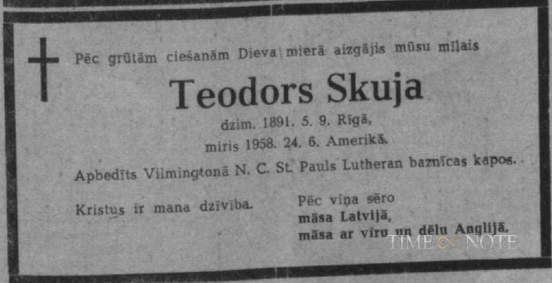 Pēc grūtām ciešanām Dieva mierā aizgājis mūsu mīļais
Teodors Skuja
dzim. 1891. 5. 9. Rīgā,
miris 1958. 24. 6. Amerikā.
Apbedīts Vilmingtonā N. C. St. Pauls Lutheran baznīcas kapos.
Kristus ir mana dzīvība.
Pēc viņa sēro
māsa Latvijā,
māsa ar vīru un dēlu Anglijā.
TIME NOTE